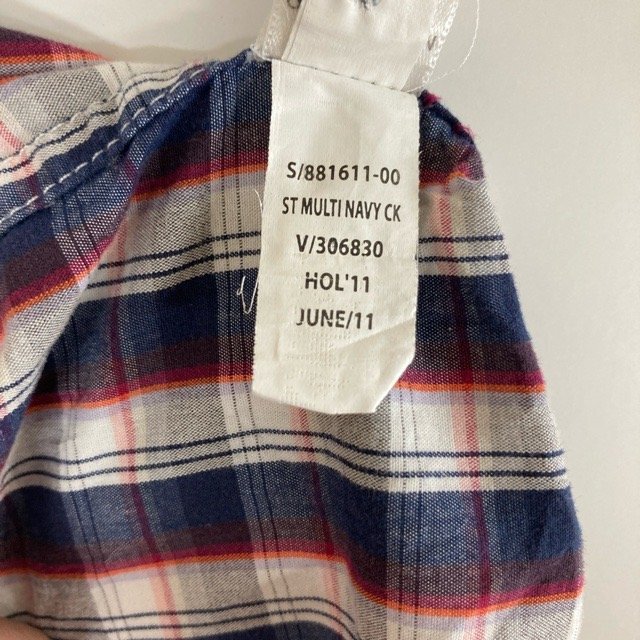 S/881611-00
ST MULTI NAVY CK
V/306830
HOL'11
JUNE/11